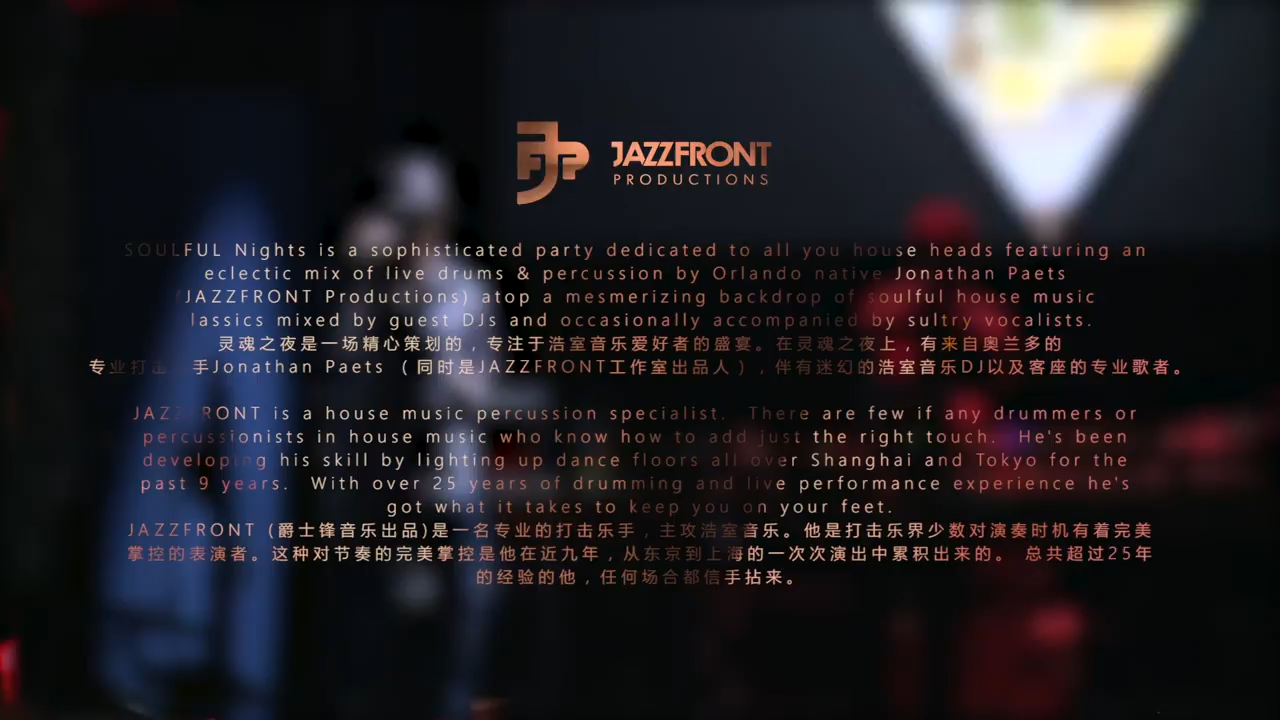 JFP
JAZZFRONT
PRODUCTIONS
SOULFUL Nights is a sophisticated party dedicated to all you house heads featuring an
eclectic mix of live drums & percussion by Orlando native Jonathan Paets
(JAZZFRONT Productions) atop a mesmerizing backdrop of soulful house music
lassics mixed by guest DJs and occasionally accompanied by sultry vocalists.
灵魂之夜是一场精心策划的，专注于浩室音乐爱好者的盛宴。在灵魂之夜上，有来自奥兰多的
专业打击 手Jonathan Paets （同时是JAZZFRONT工作室出品人），伴有迷幻的浩室音乐DJ以及客座的专业歌者。
JAZZFRONT is a house music percussion specialist. There are few if any drummers or
percussionists in house music who know how to add just the right touch. He's been
developing his skill by lighting up dance floors all over Shanghai and Tokyo for the
past 9 years. With over 25 years of drumming and live performance experience he's
got what it takes to keep you on your feet.
JAZZFRONT (爵士锋音乐出品)是一名专业的打击乐手，主攻浩室音乐。他是打击乐界少数对演奏时机有着完美
掌控的表演者。这种对节奏的完美掌控是他在近九年，从东京到上海的一次次演出中累积出来的。 总共超过25年
的经验的他，任何场合都信手拈来。